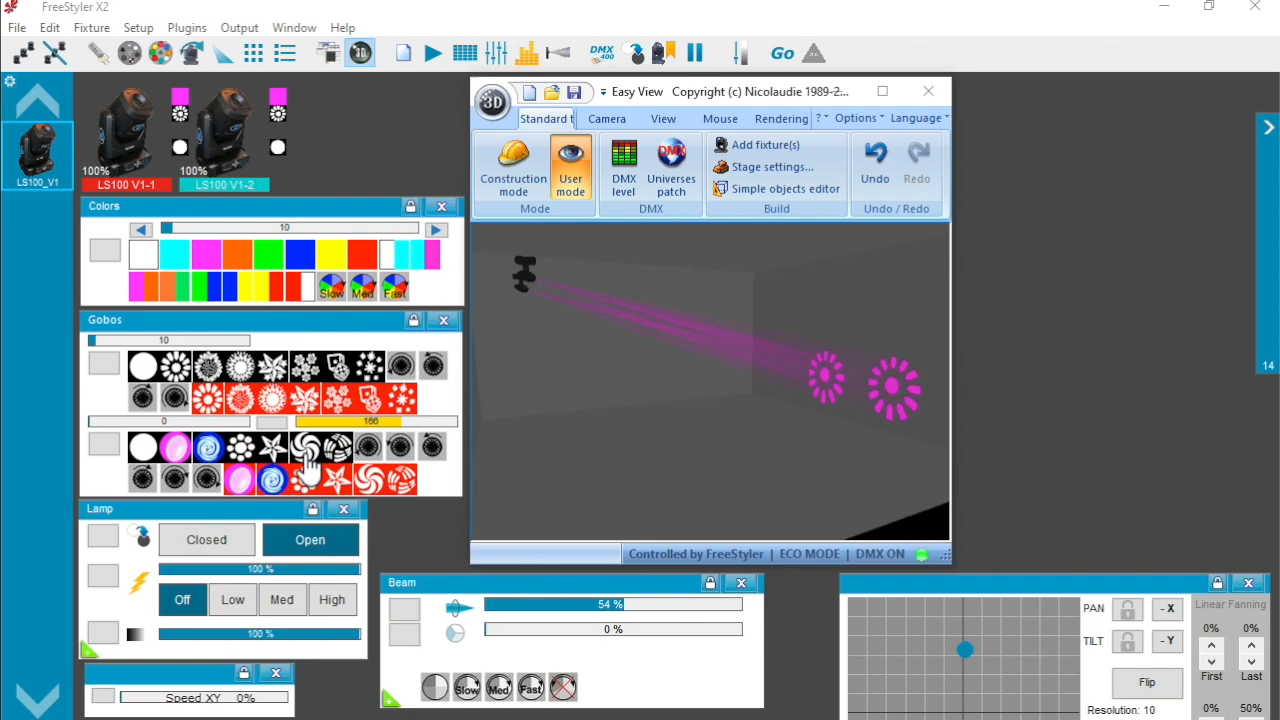 FreeStyler X2
File Edit Fixture Setup Plugins Output Window Help
DMX 400 Go
3D
100% 100%
LS100 V1-1 LS100 V1-2
LS100_V1
Colors
10
Slow Med Fast
Gobos
10
0 166
Lamp
Closed Open
100 %
Off Low Med High
100 %
Speed XY 0%
3D Easy View Copyright (c) Nicolaudie 1989-2...
Standard t Camera View Mouse Rendering ? Options Language
Construction mode User mode DMX level DMX Universes patch
Add fixture(s)
Stage settings...
Simple objects editor
Undo Redo
Mode DMX Build Undo / Redo
Controlled by FreeStyler ECO MODE DMX ON
14
Beam
54 %
0 %
Slow Med Fast
PAN - X
TILT - Y
Flip
Resolution: 10
Linear Fanning
0% 0%
First Last
0% 50%